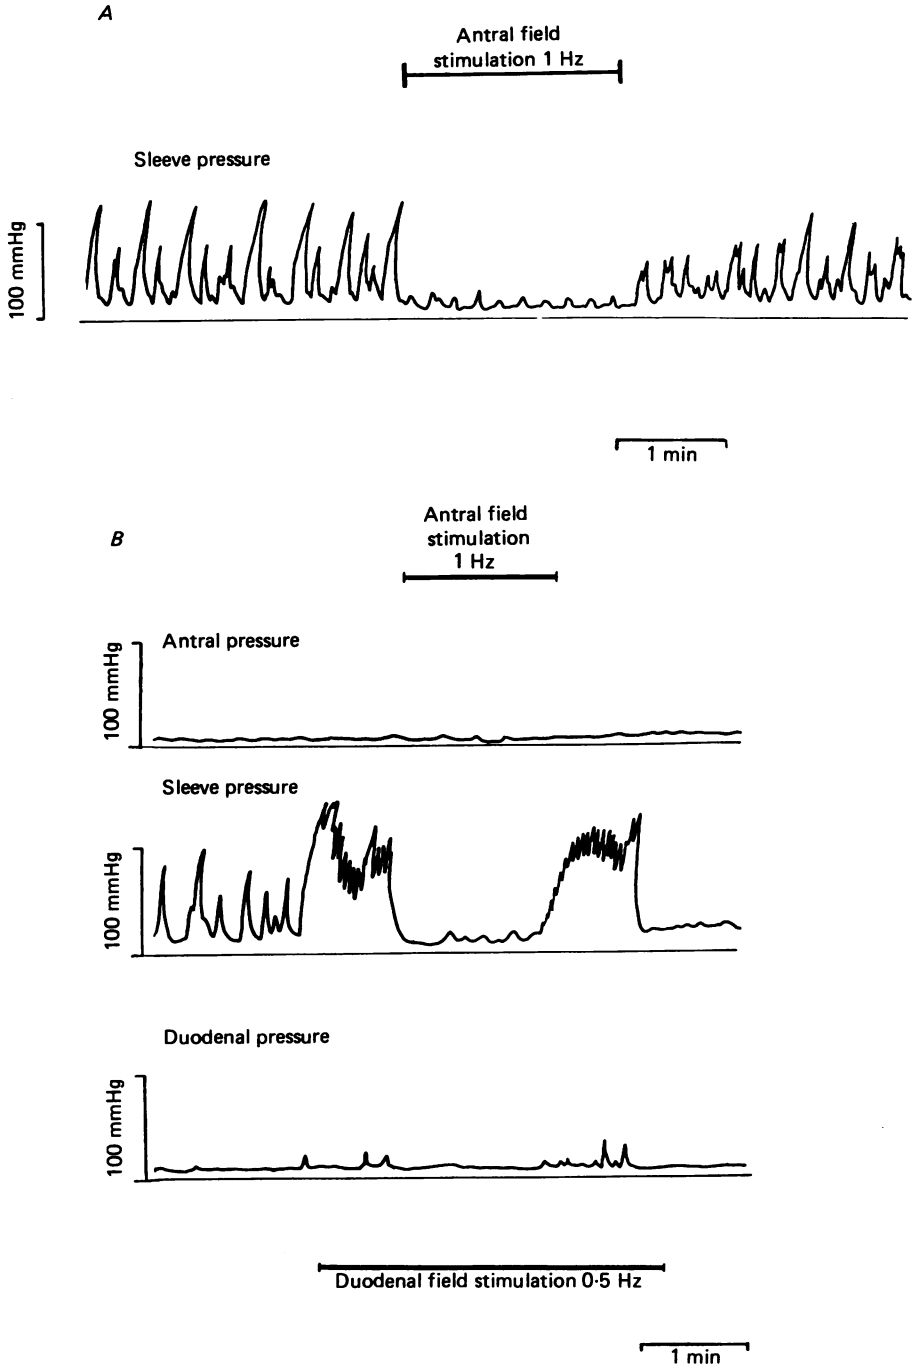 A
Antral field
stimulation 1 Hz
Sleeve pressure
100 mmHg
1 min
B
Antral field
stimulation
1 Hz
Antral pressure
100 mmHg
Sleeve pressure
100 mmHg
Duodenal pressure
100 mmHg
Duodenal field stimulation 0·5 Hz
1 min